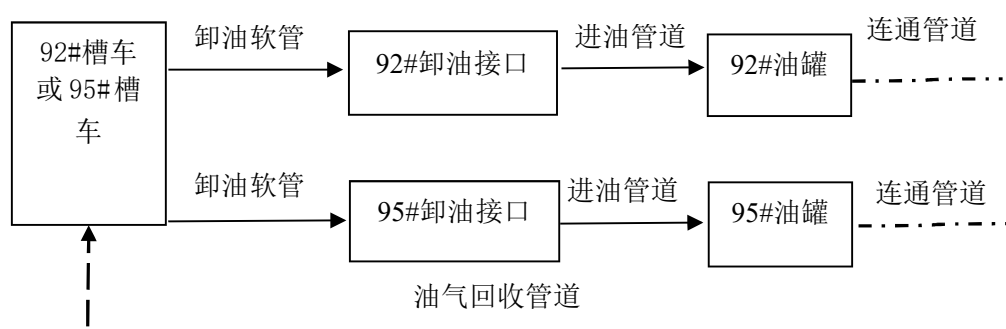 92#槽车
或95#槽
车
卸油软管
92#卸油接口
进油管道
92#油罐
连通管道
卸油软管
95#卸油接口
进油管道
95#油罐
连通管道
油气回收管道